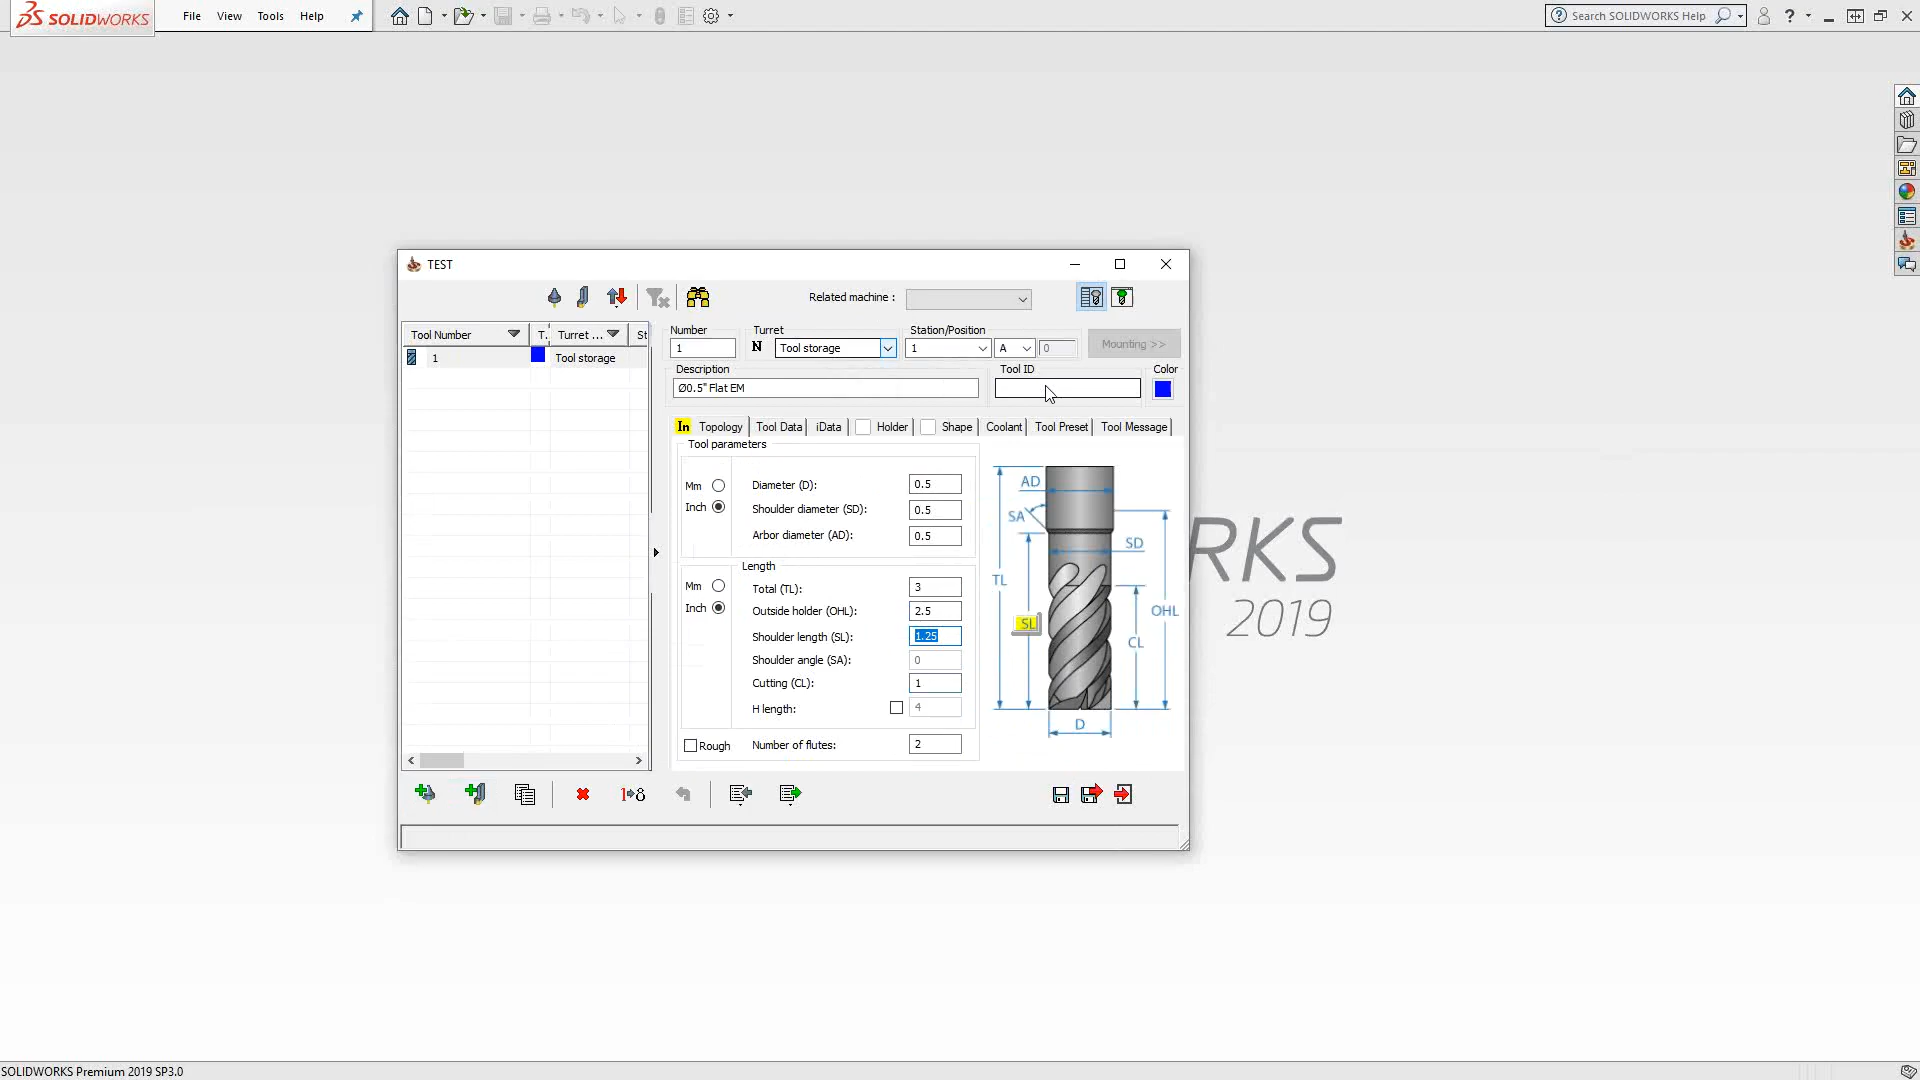 SOLIDWORKS
File View Tools Help
Search SOLIDWORKS Help
?
TEST
Related machine :
Tool Number T. Turret ... St
1 Tool storage
Number Turret Station/Position
1 N Tool storage 1 A 0 Mounting >>
Description Tool ID Color
Ø0.5" Flat EM
In Topology Tool Data iData Holder Shape Coolant Tool Preset Tool Message
Tool parameters
Mm
Inch
Diameter (D): 0.5
Shoulder diameter (SD): 0.5
Arbor diameter (AD): 0.5
Length
Mm
Inch
Total (TL): 3
Outside holder (OHL): 2.5
Shoulder length (SL): 1.25
Shoulder angle (SA): 0
Cutting (CL): 1
H length: 4
Rough Number of flutes: 2
AD
SA
SD
TL
OHL
SL
CL
D
RKS
2019
1 8
SOLIDWORKS Premium 2019 SP3.0